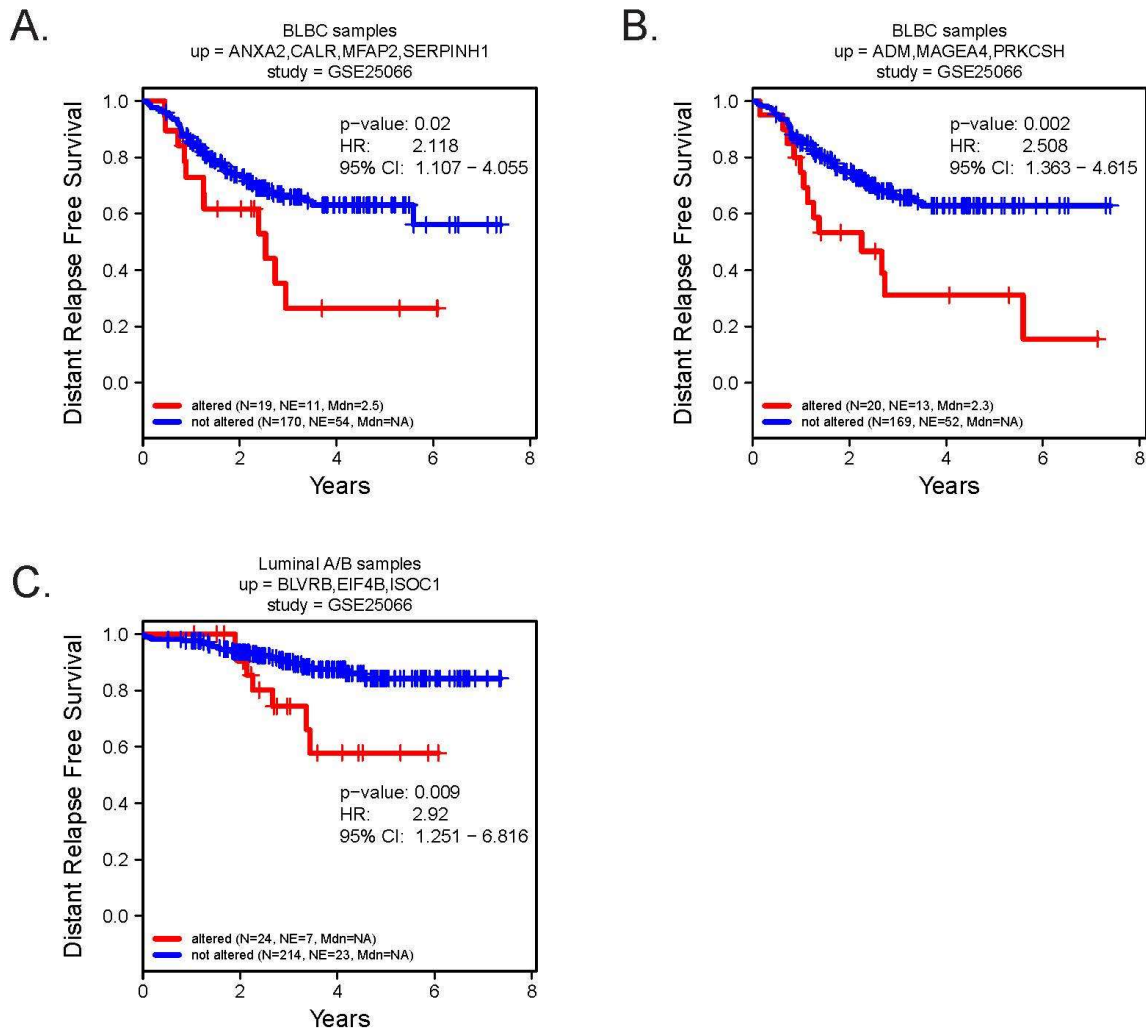 A.
BLBC samples
up = ANXA2,CALR,MFAP2,SERPINH1
study = GSE25066
Distant Relapse Free Survival
1.0
0.8
0.6
0.4
0.2
0.0
p−value: 0.02
HR: 2.118
95% CI: 1.107 − 4.055
altered (N=19, NE=11, Mdn=2.5)
not altered (N=170, NE=54, Mdn=NA)
0 2 4 6 8
Years
B.
BLBC samples
up = ADM,MAGEA4,PRKCSH
study = GSE25066
Distant Relapse Free Survival
1.0
0.8
0.6
0.4
0.2
0.0
p−value: 0.002
HR: 2.508
95% CI: 1.363 − 4.615
altered (N=20, NE=13, Mdn=2.3)
not altered (N=169, NE=52, Mdn=NA)
0 2 4 6 8
Years
C.
Luminal A/B samples
up = BLVRB,EIF4B,ISOC1
study = GSE25066
Distant Relapse Free Survival
1.0
0.8
0.6
0.4
0.2
0.0
p−value: 0.009
HR: 2.92
95% CI: 1.251 − 6.816
altered (N=24, NE=7, Mdn=NA)
not altered (N=214, NE=23, Mdn=NA)
0 2 4 6 8
Years